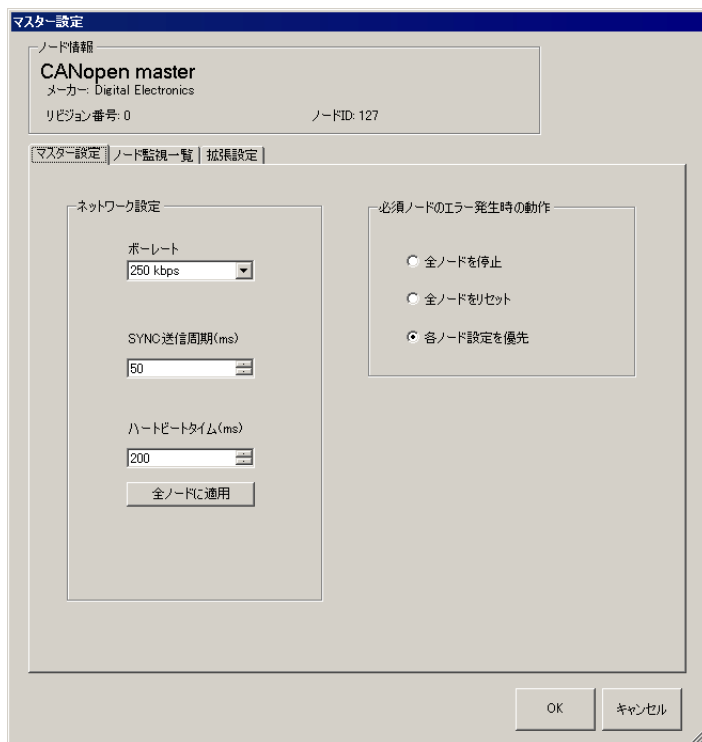 マスター設定
ノード情報
CANopen master
メーカー: Digital Electronics
リビジョン番号: 0
ノードID: 127
マスター設定
ノード監視一覧
拡張設定
ネットワーク設定
ボーレート
250 kbps
SYNC送信周期(ms)
50
ハートビートタイム(ms)
200
全ノードに適用
必須ノードのエラー発生時の動作
全ノードを停止
全ノードをリセット
各ノード設定を優先
OK
キャンセル